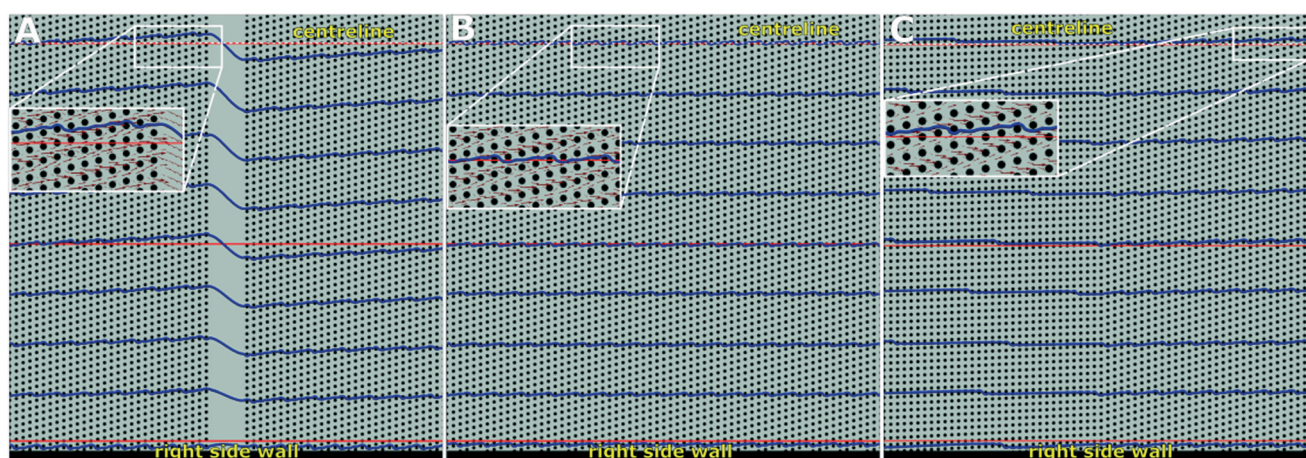 A
centreline
right side wall
B
centreline
right side wall
C
centreline
right side wall